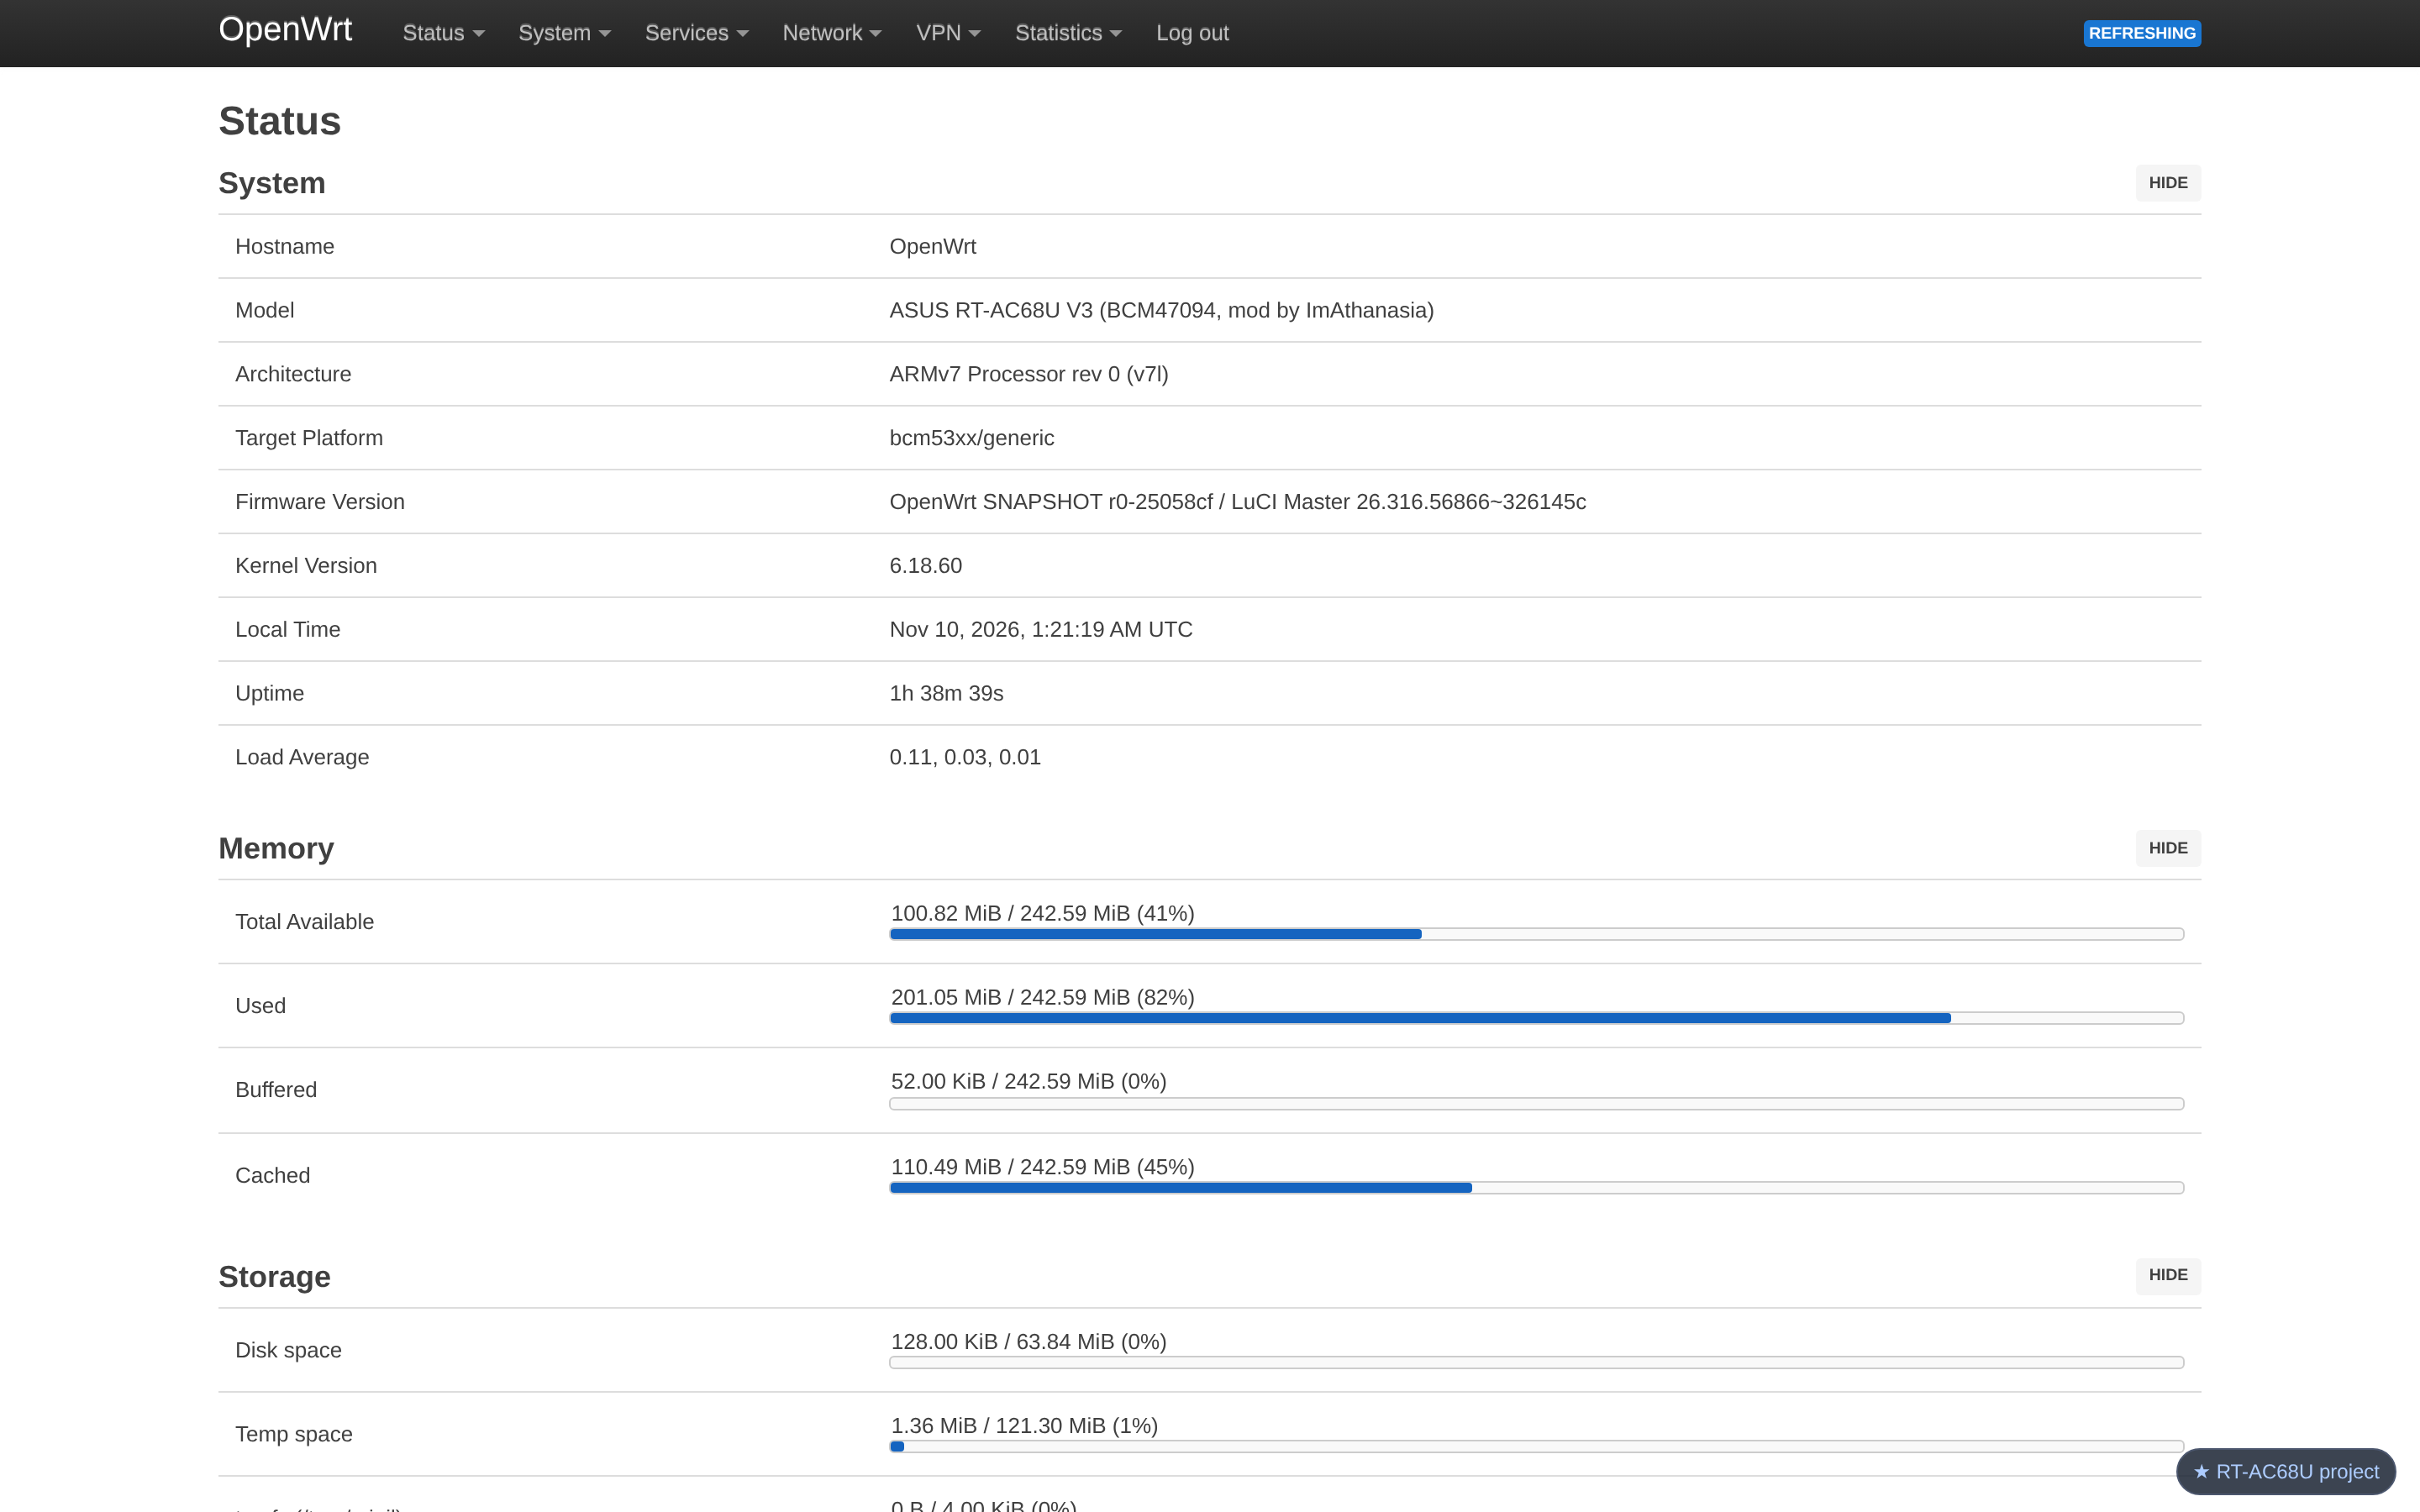 OpenWrt Status System Services Network VPN Statistics Log out REFRESHING
Status
System HIDE
Hostname OpenWrt
Model ASUS RT-AC68U V3 (BCM47094, mod by ImAthanasia)
Architecture ARMv7 Processor rev 0 (v7l)
Target Platform bcm53xx/generic
Firmware Version OpenWrt SNAPSHOT r0-25058cf / LuCI Master 26.316.56866~326145c
Kernel Version 6.18.60
Local Time Nov 10, 2026, 1:21:19 AM UTC
Uptime 1h 38m 39s
Load Average 0.11, 0.03, 0.01
Memory HIDE
Total Available 100.82 MiB / 242.59 MiB (41%)
Used 201.05 MiB / 242.59 MiB (82%)
Buffered 52.00 KiB / 242.59 MiB (0%)
Cached 110.49 MiB / 242.59 MiB (45%)
Storage HIDE
Disk space 128.00 KiB / 63.84 MiB (0%)
Temp space 1.36 MiB / 121.30 MiB (1%)
★ RT-AC68U project
0 B / 4.00 KiB (0%)